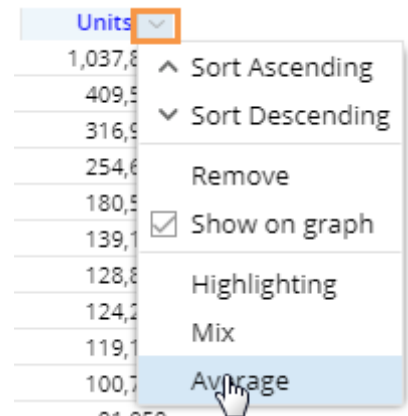 Units
1,037,8
409,5
316,9
254,6
180,5
139,1
128,8
124,2
119,1
100,7
Sort Ascending
Sort Descending
Remove
Show on graph
Highlighting
Mix
Average